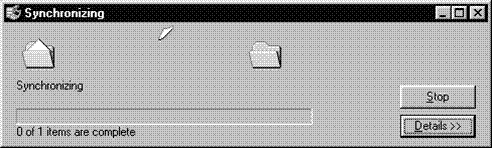 Synchronizing
Synchronizing
Stop
0 of 1 items are complete
Details >>